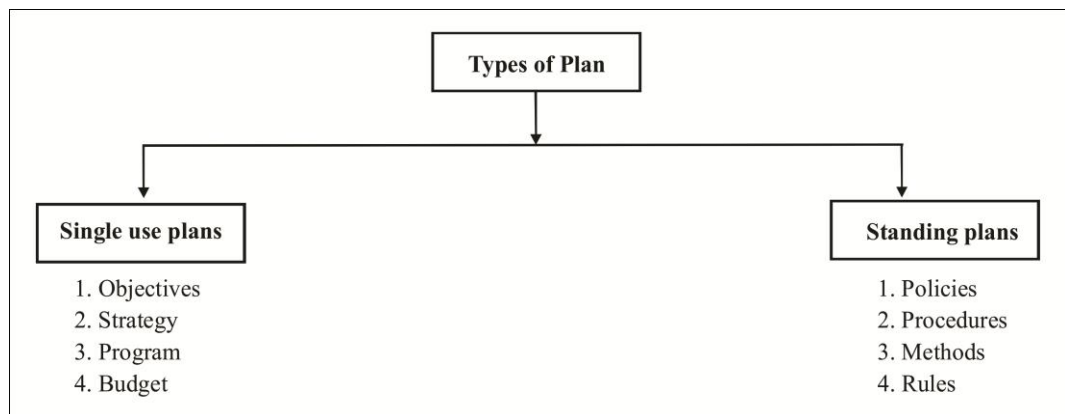 Types of Plan
Single use plans
1. Objectives
2. Strategy
3. Program
4. Budget
Standing plans
1. Policies
2. Procedures
3. Methods
4. Rules